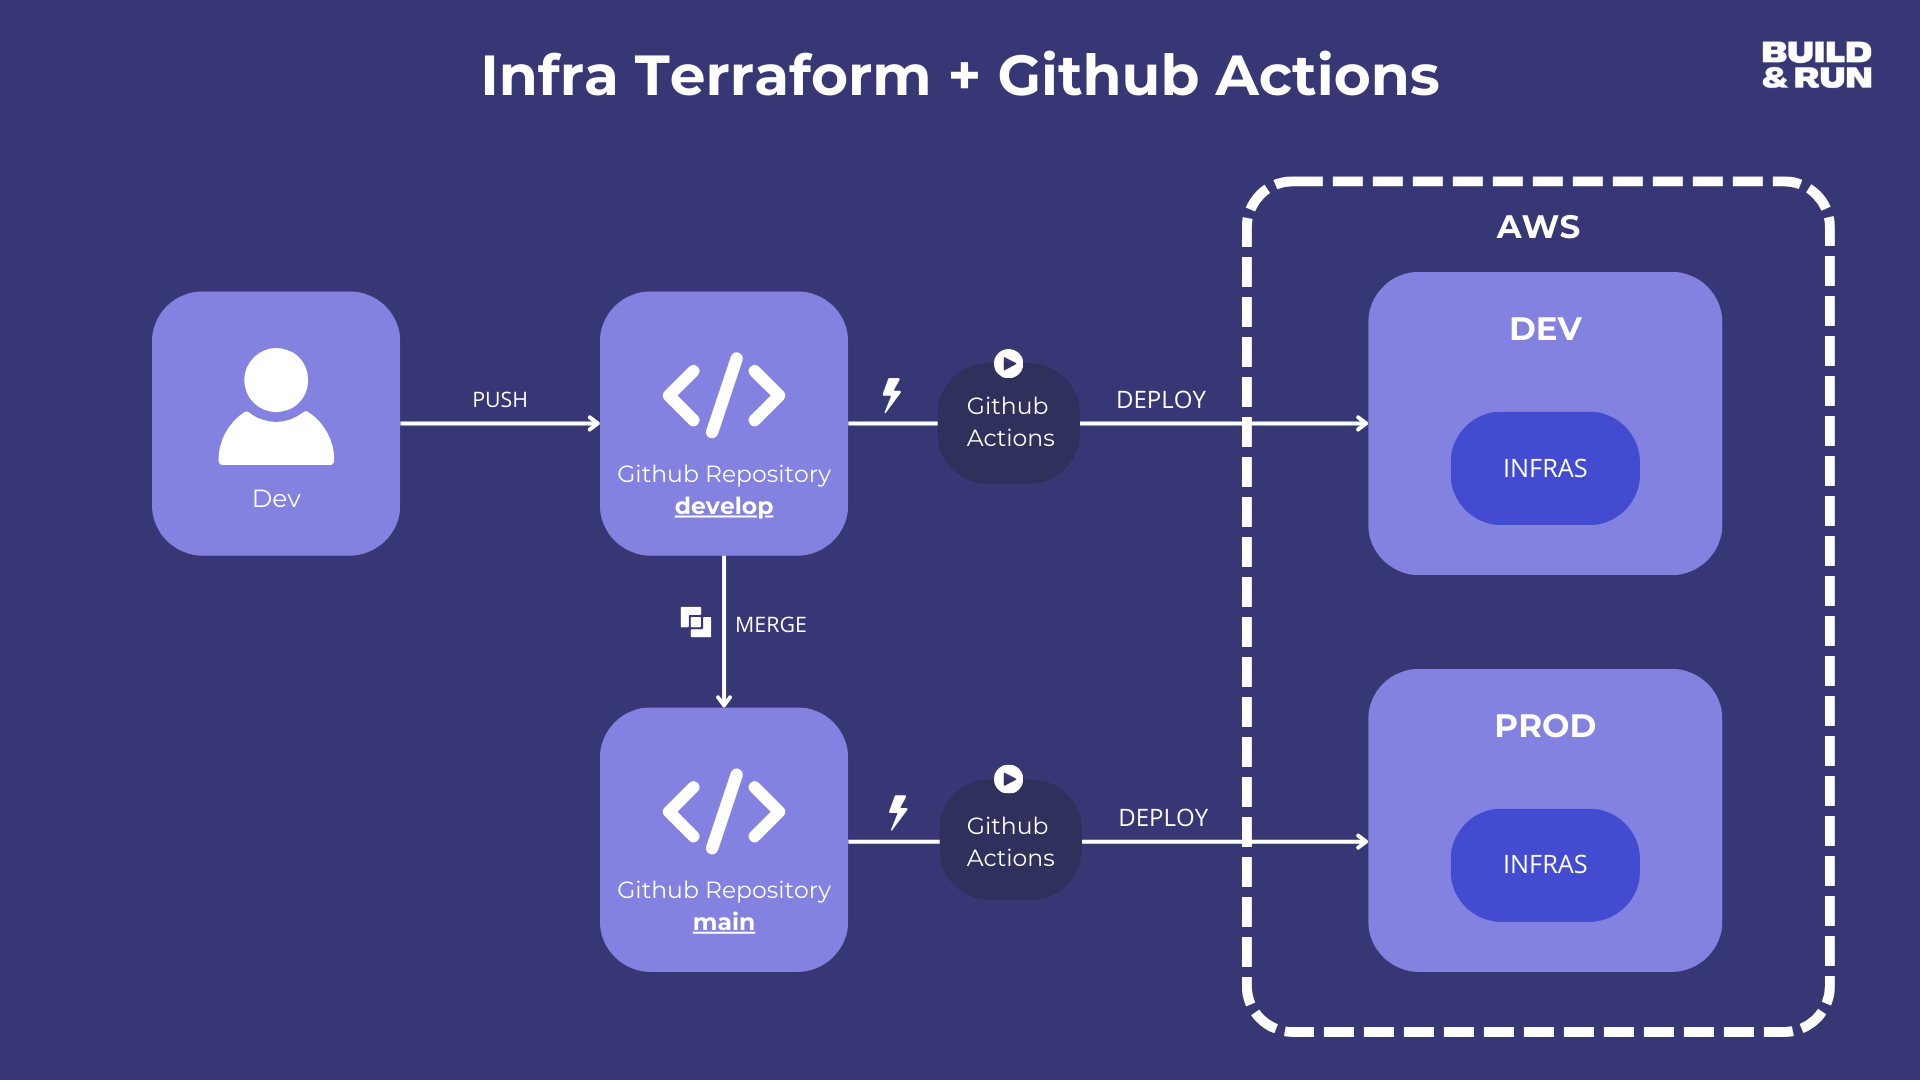 Infra Terraform + Github Actions
BUILD
& RUN
AWS
DEV
INFRAS
Dev
PUSH
Github Repository
develop
Github
Actions
DEPLOY
MERGE
PROD
INFRAS
Github Repository
main
Github
Actions
DEPLOY